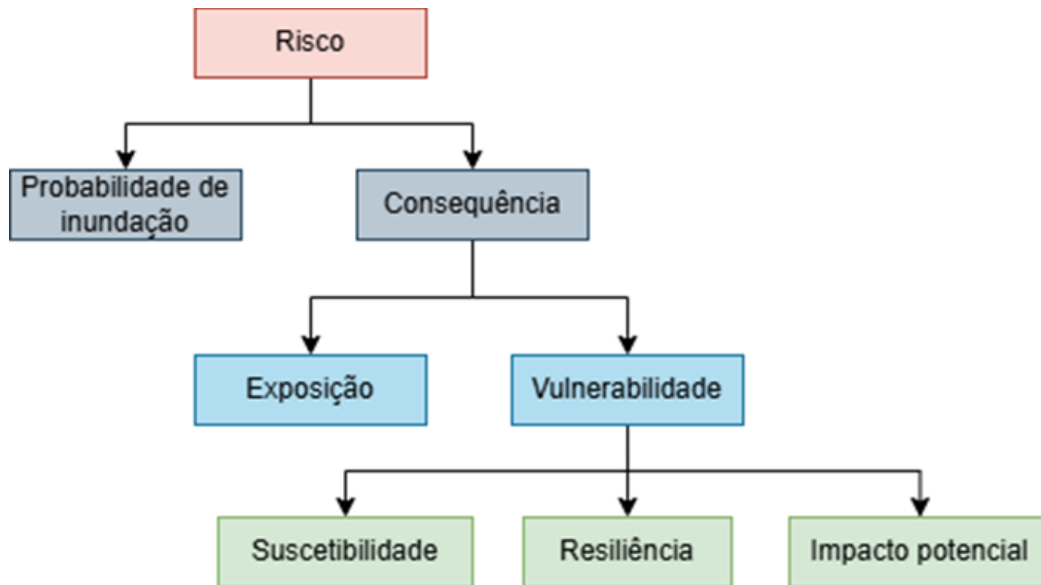 Risco
Probabilidade de
inundação
Consequência
Exposição
Vulnerabilidade
Suscetibilidade
Resiliência
Impacto potencial